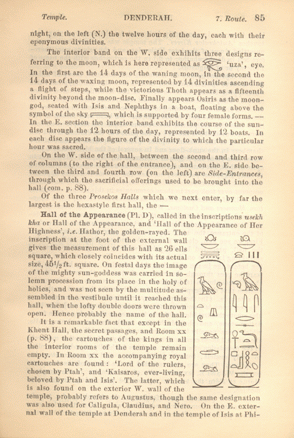 Temple. DENDERAH. 7. Route. 85
night, on the left (N.) the twelve hours of the day, each with their
eponymous divinities.
The interior band on the W. side exhibits three designs re-
ferring to the moon, which is here represented as 'uza', eye.
In the first are the 14 days of the waning moon, in the second the
14 days of the waxing moon, represented by 14 divinities ascending
a flight of steps, while the victorious Thoth appears as a fifteenth
divinity beyond the moon-disc. Finally appears Osiris as the moon-
god, seated with Isis and Nephthys in a boat, floating above the
symbol of the sky, which is supported by four female forms. —
In the E. section the interior band exhibits the course of the sun-
disc through the 12 hours of the day, represented by 12 boats. In
each disc appears the figure of the divinity to which the particular
hour was sacred.
On the W. side of the hall, between the second and third row
of columns (to the right of the entrance), and on the E. side be-
tween the third and fourth row (on the left) are Side-Entrances,
through which the sacrificial offerings used to be brought into the
hall (com. p. 88).
Of the three Prosekos Halls which we next enter, by far the
largest is the hexastyle first hall, the —
Hall of the Appearance (Pl. D), called in the inscriptions usekh
kha or Hall of the Appearance, and 'Hall of the Appearance of Her
Highness', i.e. Hathor, the golden-rayed. The
inscription at the foot of the external wall
gives the measurement of this hall as 26 ells
square, which closely coincides with its actual
size, 45½ ft. square. On festal days the image
of the mighty sun-goddess was carried in so-
lemn procession from its place in the holy of
holies, and was not seen by the multitude as-
sembled in the vestibule until it reached this
hall, when the lofty double doors were thrown
open. Hence probably the name of the hall.
It is a remarkable fact that except in the
Khent Hall, the secret passages, and Room xx
(p. 88), the cartouches of the kings in all
the interior rooms of the temple remain
empty. In Room xx the accompanying royal
cartouches are found: 'Lord of the rulers,
chosen by Ptah', and 'Kaisaros, ever-living,
beloved by Ptah and Isis'. The latter, which
is also found on the exterior W. wall of the
temple, probably refers to Augustus, though the same designation
was also used for Caligula, Claudius, and Nero. On the E. exter-
nal wall of the temple at Denderah and in the temple of Isis at Phi-